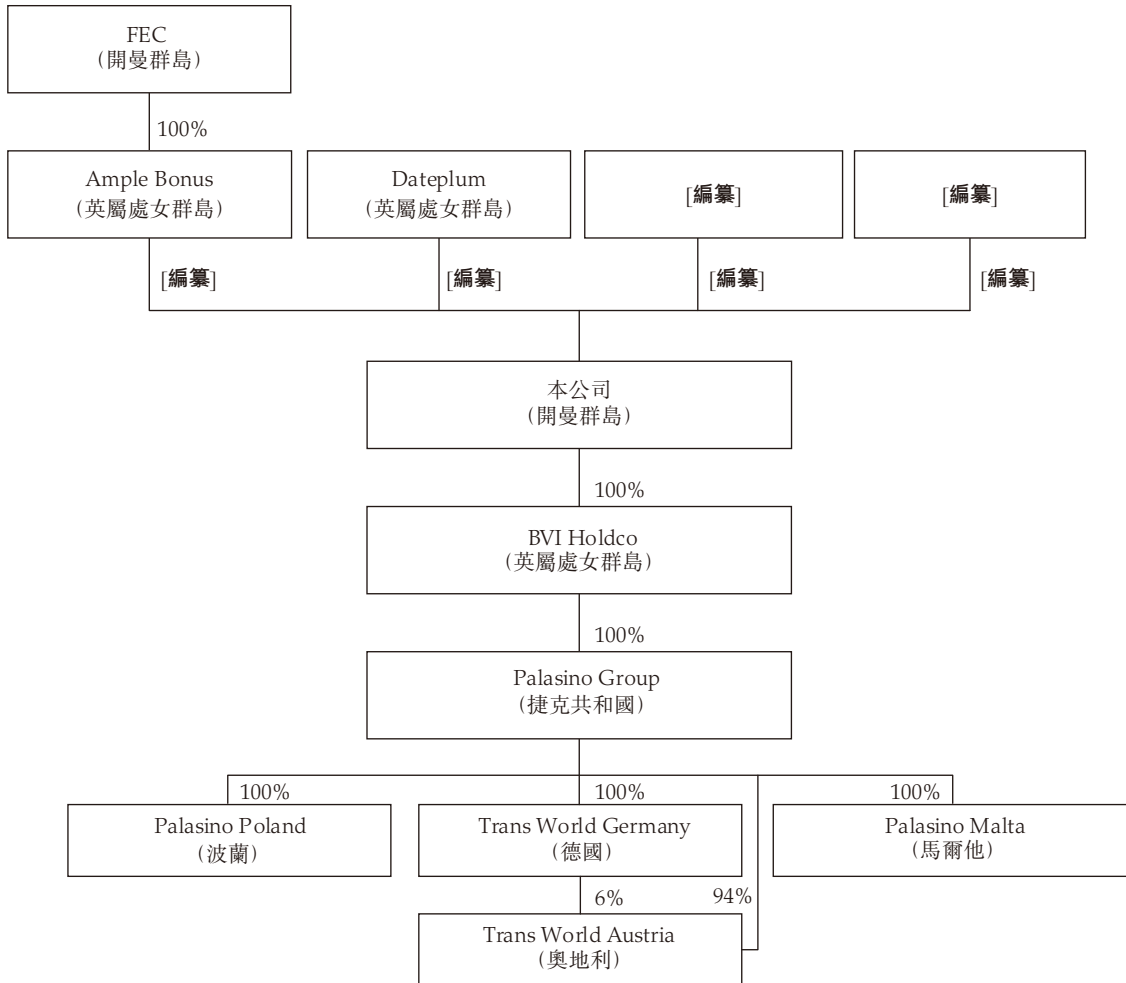 FEC
（開曼群島）
100%
Ample Bonus
（英屬處女群島）
Dateplum
（英屬處女群島）
[編纂]
[編纂]
[編纂]
[編纂]
[編纂]
[編纂]
本公司
（開曼群島）
100%
BVI Holdco
（英屬處女群島）
100%
Palasino Group
（捷克共和國）
100%
100%
100%
Palasino Poland
（波蘭）
Trans World Germany
（德國）
Palasino Malta
（馬爾他）
6%
94%
Trans World Austria
（奧地利）